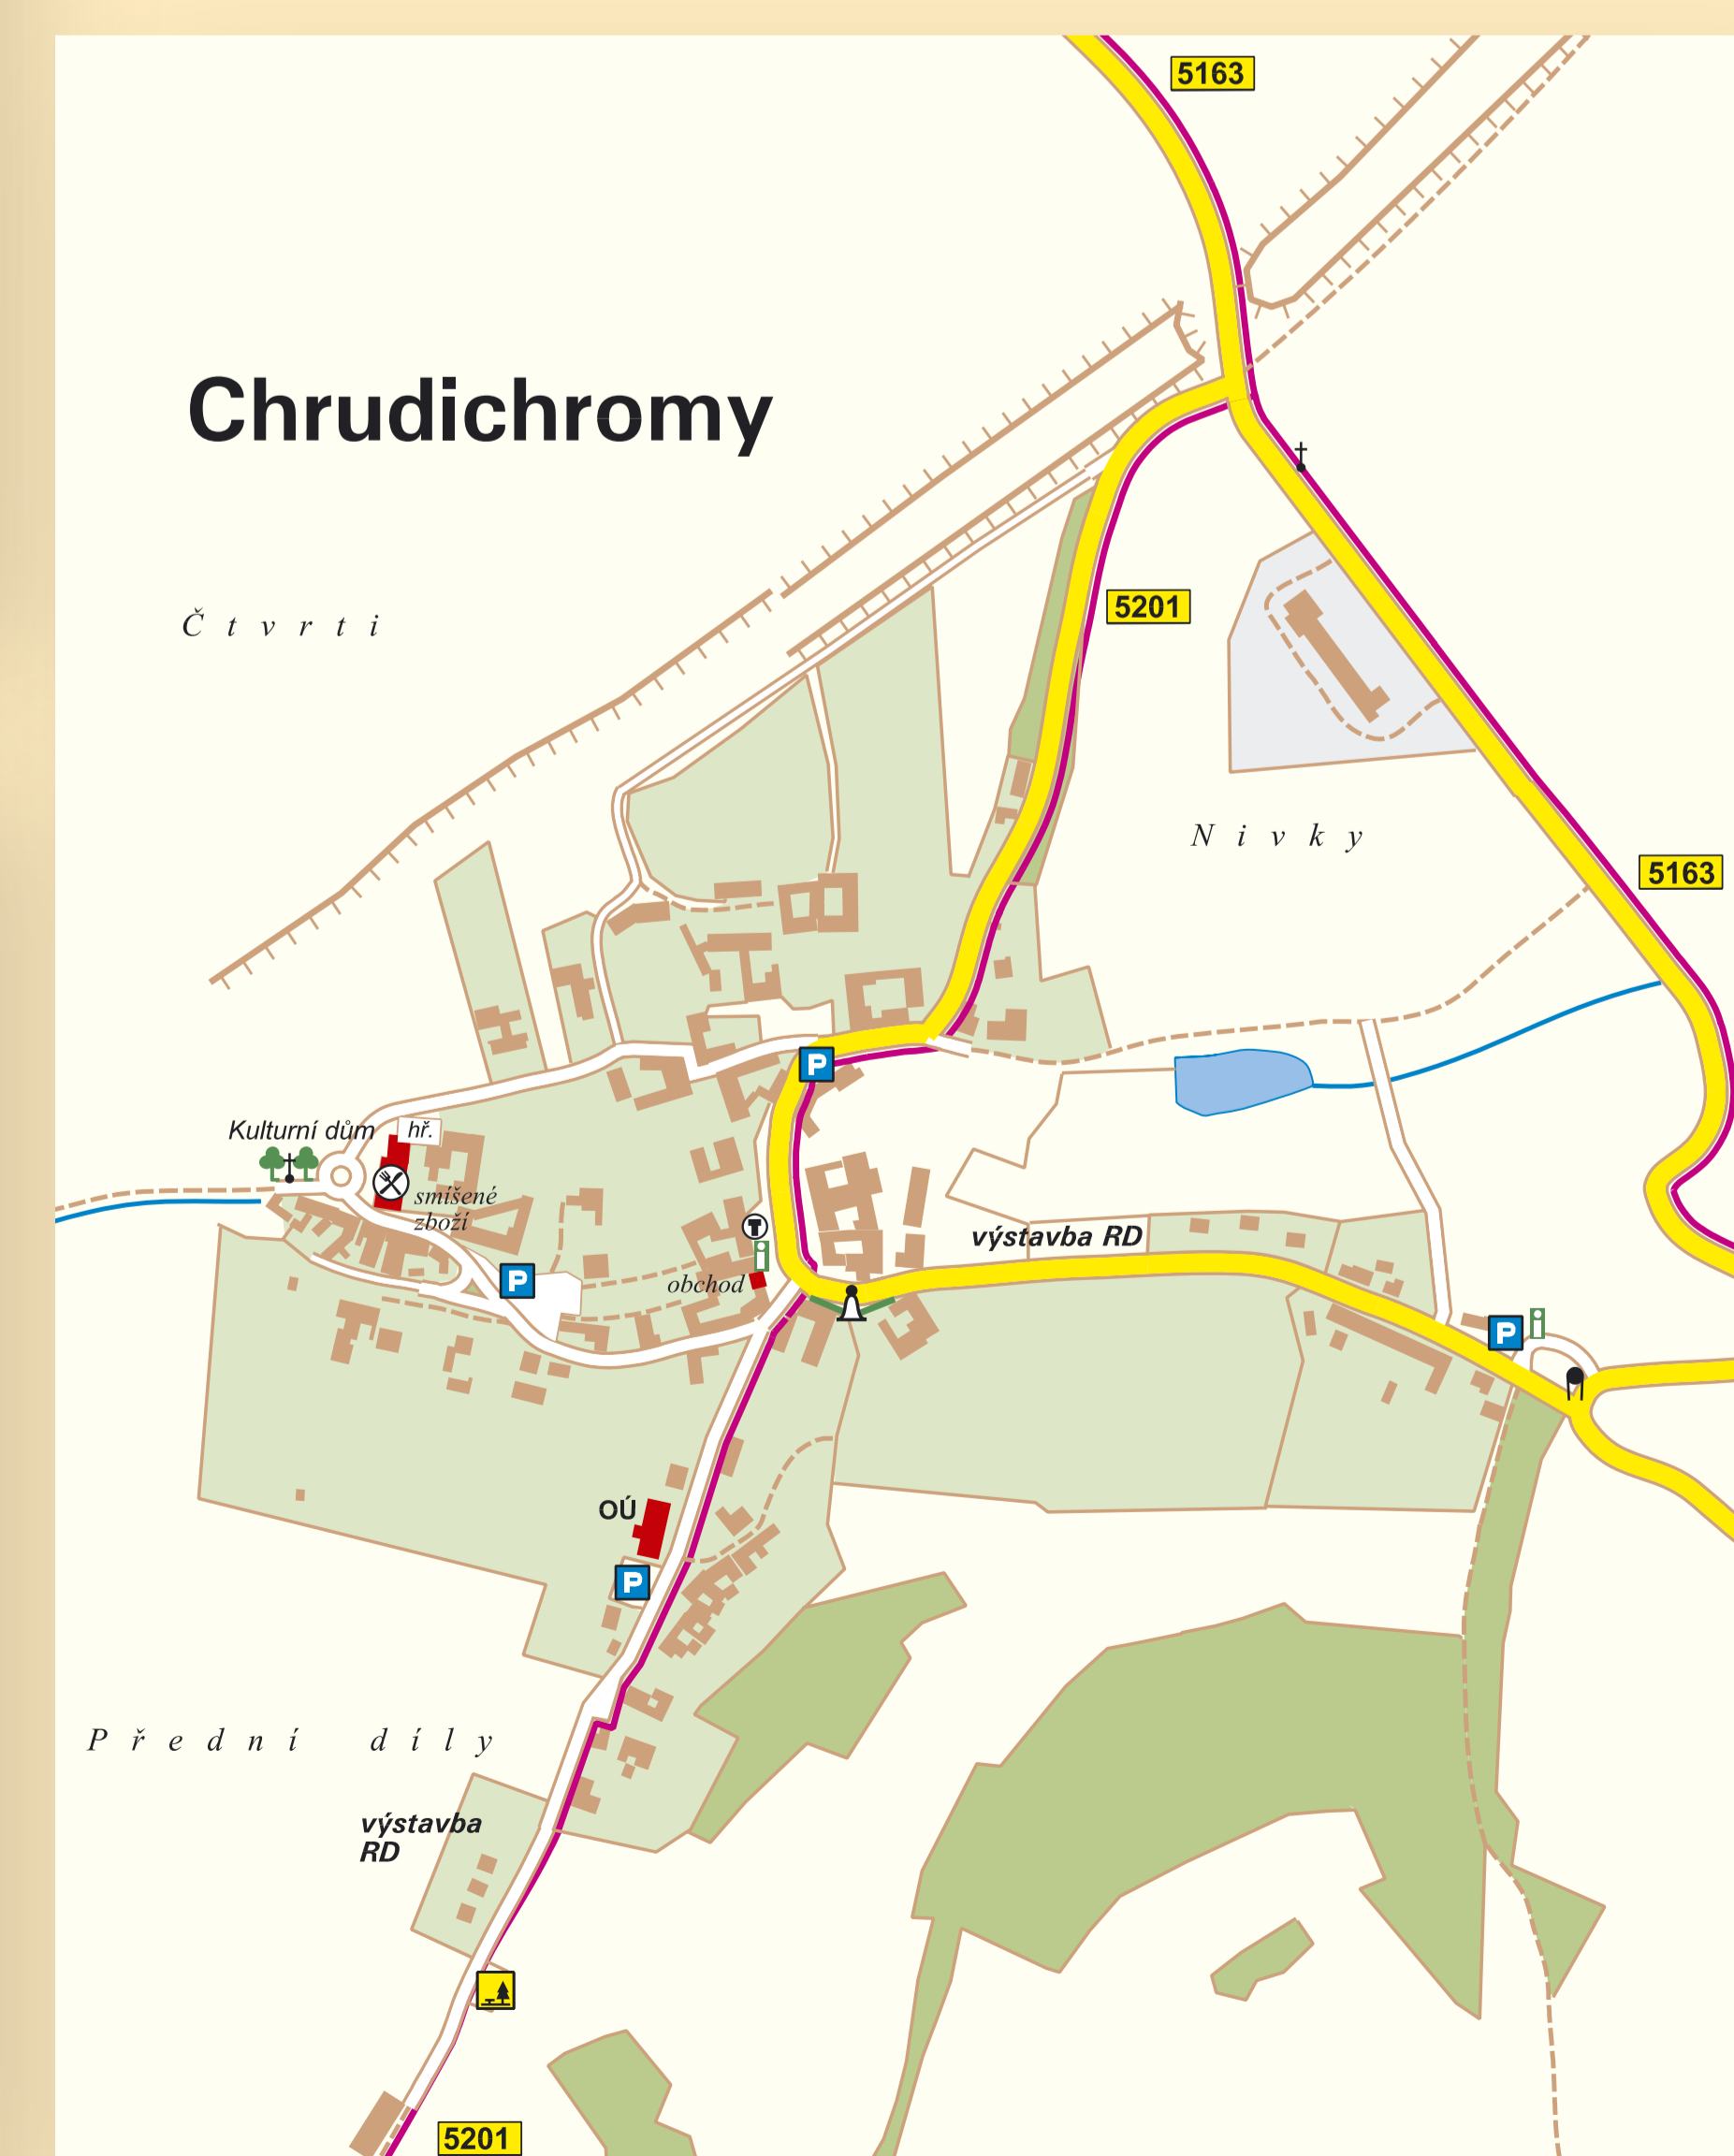 5163
Chrudichromy
5201
Čtvrti
Nivky
5163
P
Kulturní dům
hř.
smíšené
zboží
výstavba RD
P
obchod
P
OÚ
P
Přední díly
výstavba
RD
5201